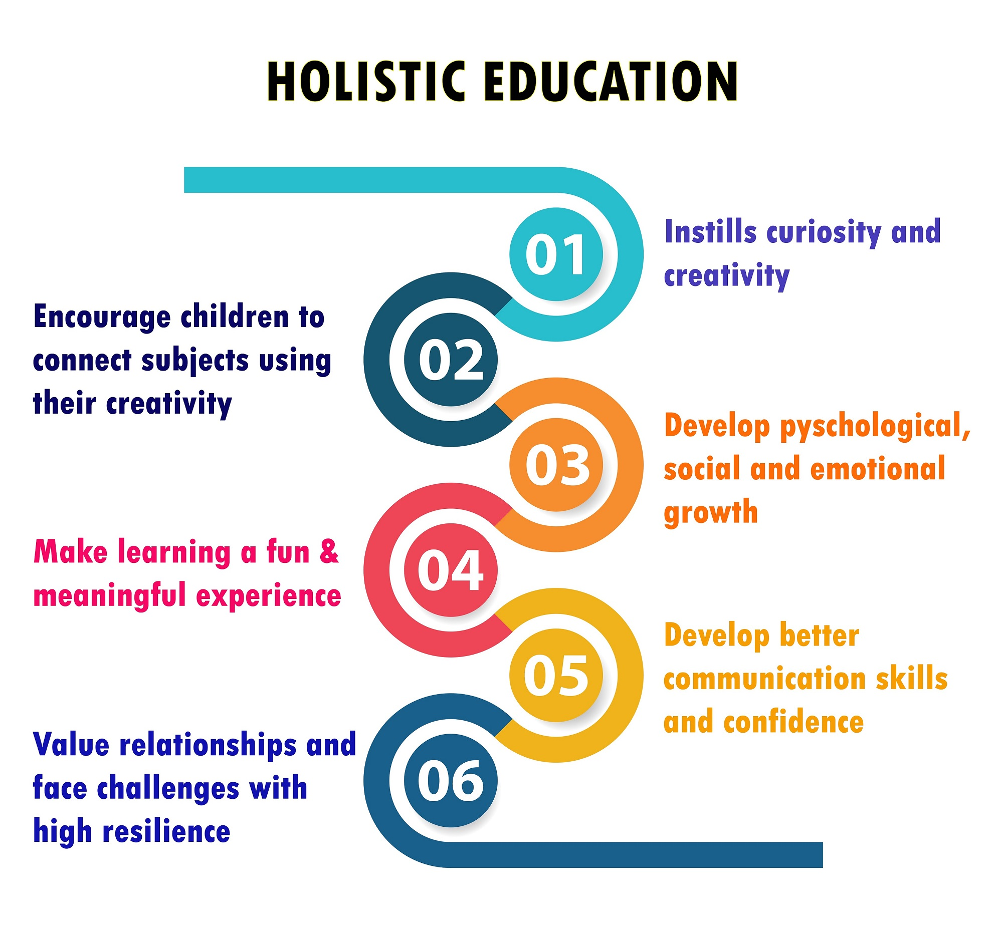 HOLISTIC EDUCATION
01
Instills curiosity and
creativity
02
Encourage children to
connect subjects using
their creativity
03
Develop pyschological,
social and emotional
growth
04
Make learning a fun &
meaningful experience
05
Develop better
communication skills
and confidence
06
Value relationships and
face challenges with
high resilience